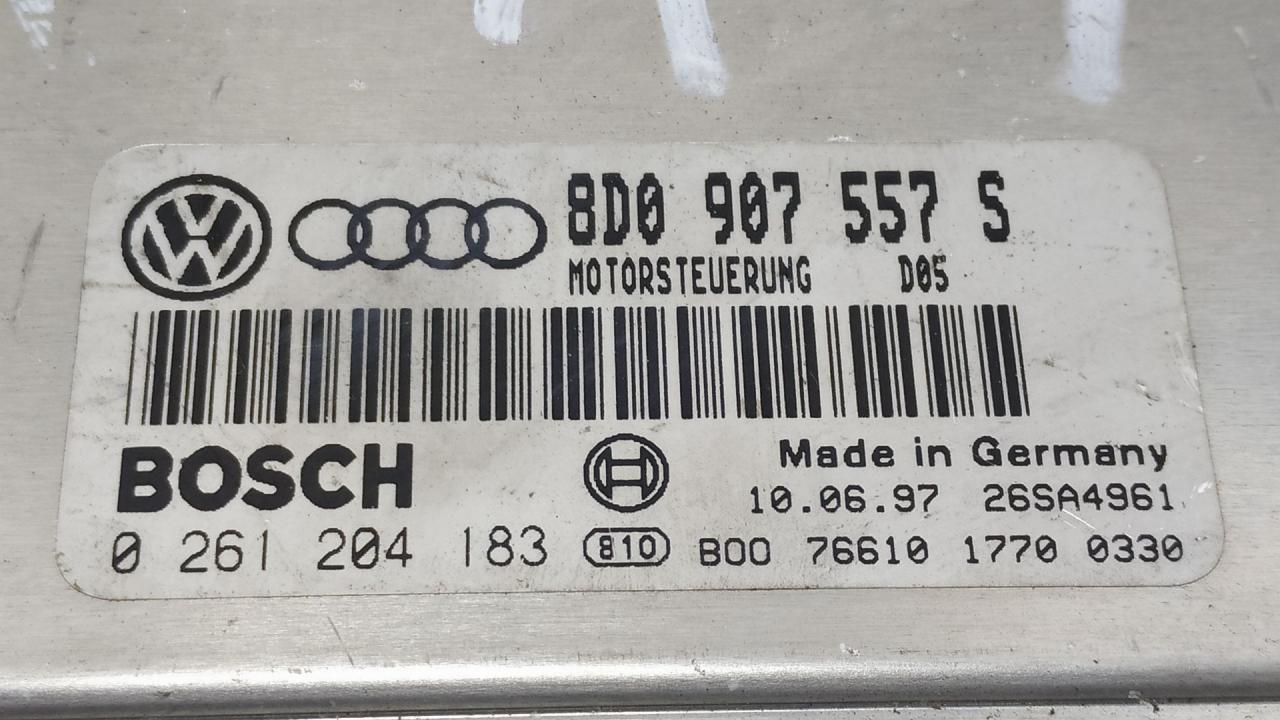 8D0 907 557 S
MOTORSTEUERUNG D05
BOSCH
Made in Germany
10.06.97 26SA4961
0 261 204 183 810 B00 76610 1770 0330